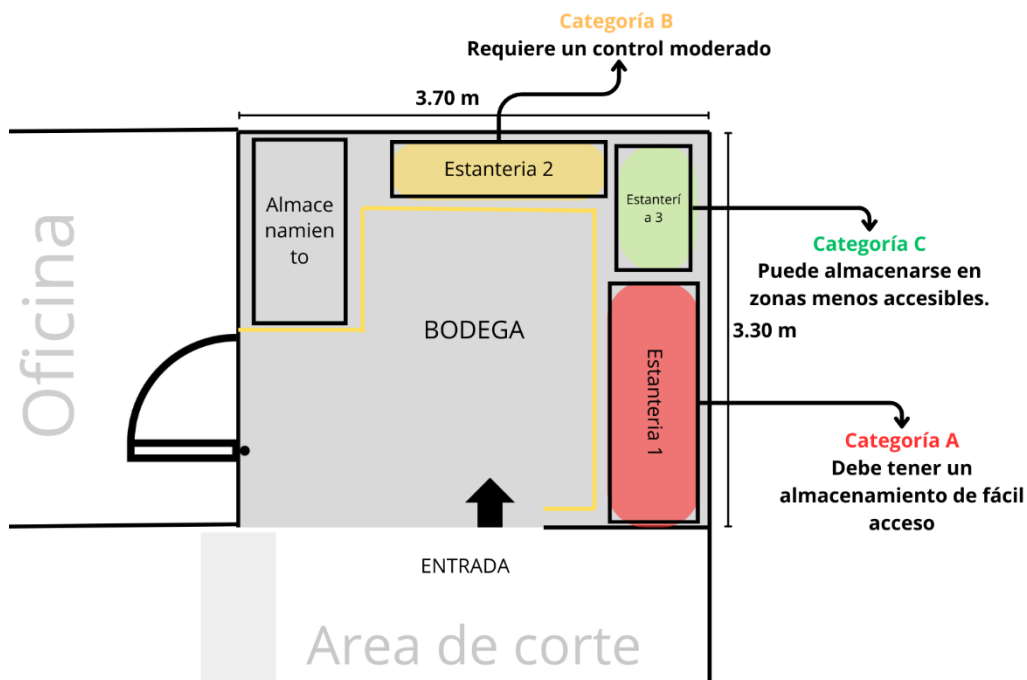 Categoría B
Requiere un control moderado
3.70 m
Oficina
Almace
namien
to
Estanteria 2
Estanterí
a 3
Categoría C
Puede almacenarse en
zonas menos accesibles.
BODEGA
3.30 m
Estanteria 1
Categoría A
Debe tener un
almacenamiento de fácil
acceso
ENTRADA
Area de corte